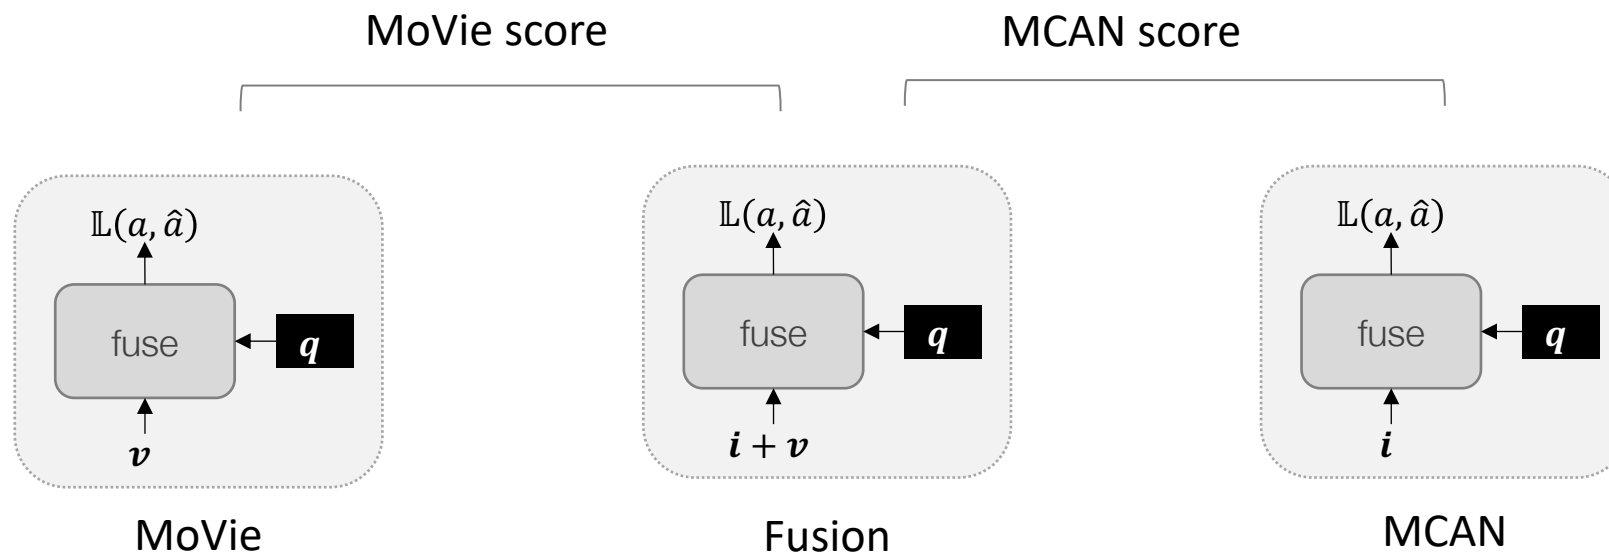 MoVie score
MCAN score
𝕃(a, â)
fuse
q
v
MoVie
𝕃(a, â)
fuse
q
i + v
Fusion
𝕃(a, â)
fuse
q
i
MCAN